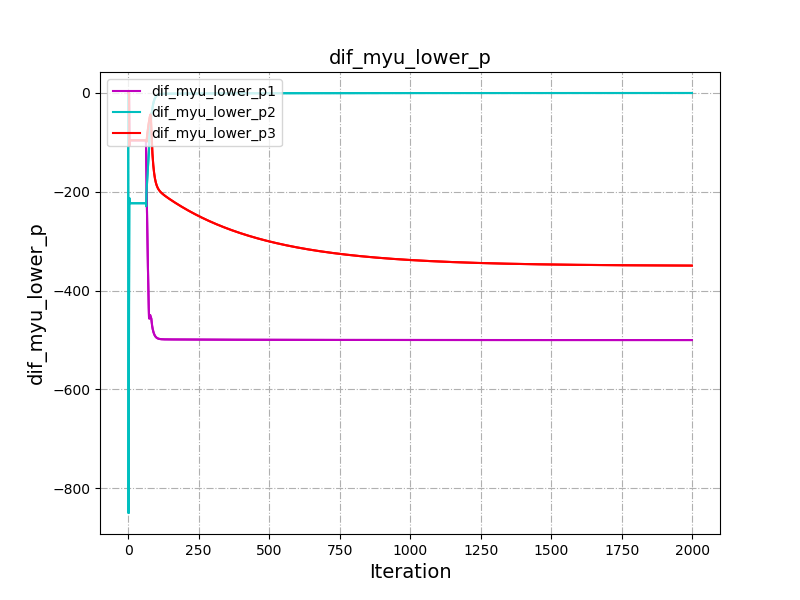 dif_myu_lower_p
dif_myu_lower_p1
dif_myu_lower_p2
dif_myu_lower_p3
dif_myu_lower_p
0
−200
−400
−600
−800
0 250 500 750 1000 1250 1500 1750 2000
Iteration